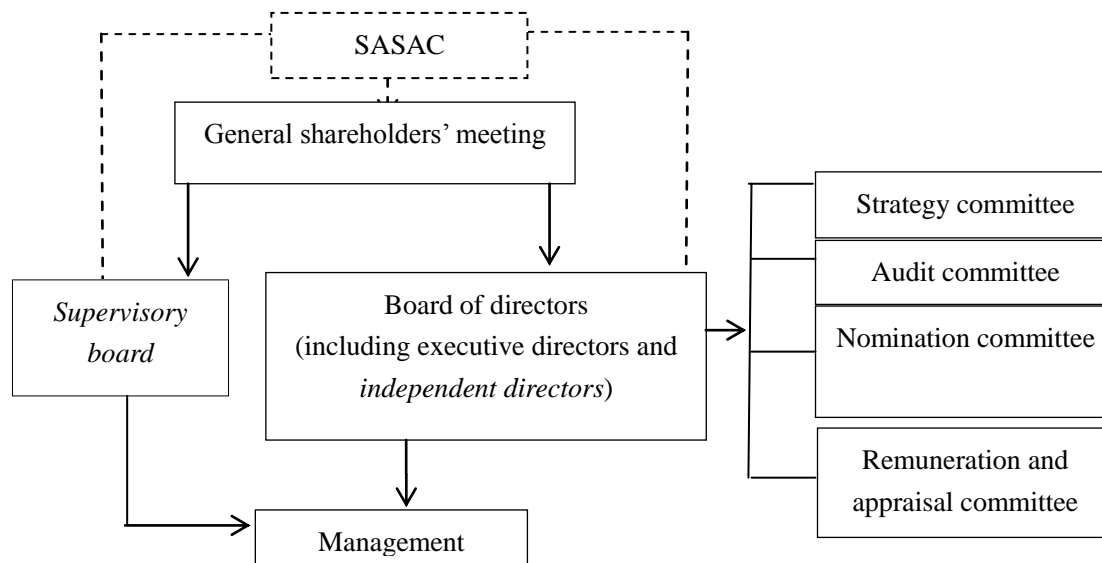 SASAC
General shareholders’ meeting
Supervisory
board
Board of directors
(including executive directors and
independent directors)
Strategy committee
Audit committee
Nomination committee
Remuneration and
appraisal committee
Management